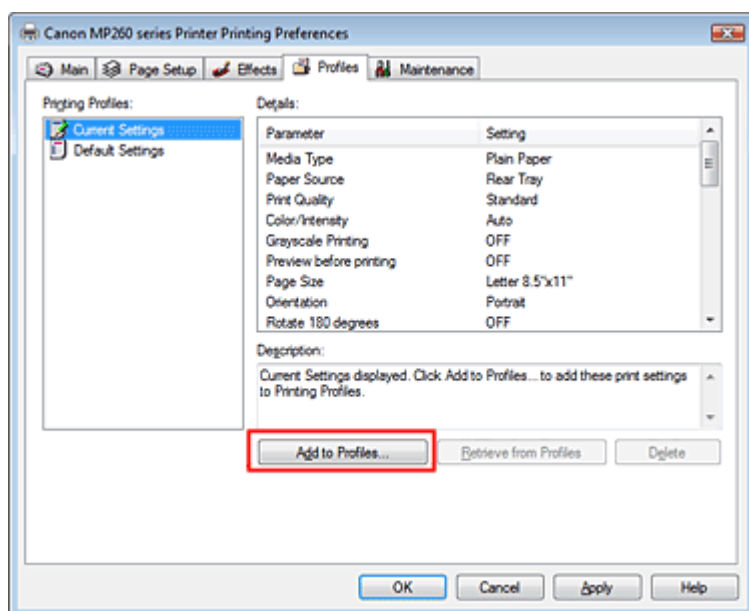 Canon MP260 series Printer Printing Preferences
Main Page Setup Effects Profiles Maintenance
Printing Profiles:
Current Settings
Default Settings
Details:
Parameter Setting
Media Type Plain Paper
Paper Source Rear Tray
Print Quality Standard
Color/Intensity Auto
Grayscale Printing OFF
Preview before printing OFF
Page Size Letter 8.5"x11"
Orientation Portrait
Rotate 180 degrees OFF
Description:
Current Settings displayed. Click Add to Profiles... to add these print settings
to Printing Profiles.
Add to Profiles... Retrieve from Profiles Delete
OK Cancel Apply Help